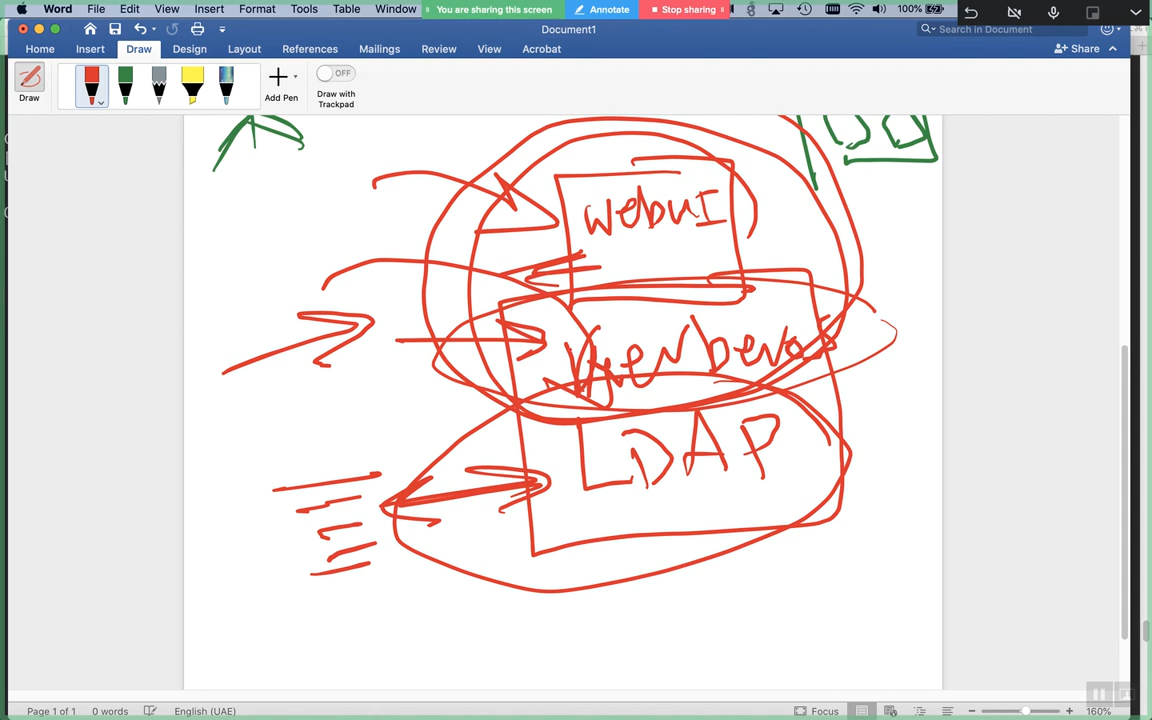 Word File Edit View Insert Format Tools Table Window You are sharing this screen Annotate Stop sharing 100%
Document1 Search in Document
Home Insert Draw Design Layout References Mailings Review View Acrobat Share
Draw Add Pen OFF
Draw with
Trackpad
WebUI
LDAP
Page 1 of 1 0 words English (UAE) Focus 160%